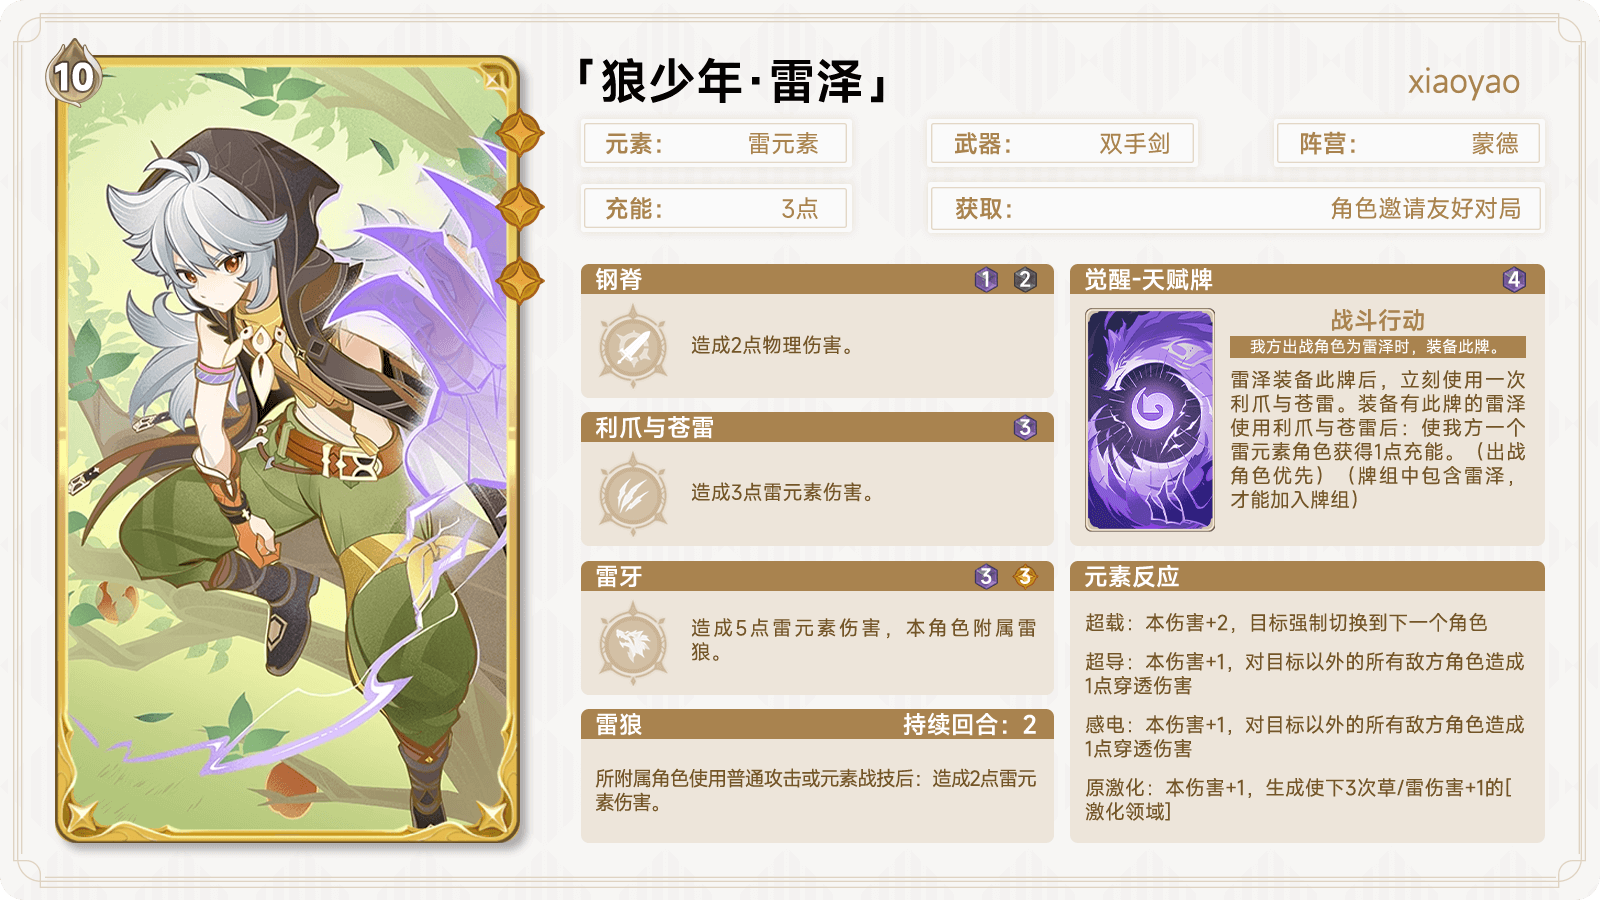 10
「狼少年·雷泽」
xiaoyao
元素： 雷元素
武器： 双手剑
阵营： 蒙德
充能： 3点
获取： 角色邀请友好对局
钢脊 1 2
造成2点物理伤害。
利爪与苍雷 3
造成3点雷元素伤害。
雷牙 3 3
造成5点雷元素伤害，本角色附属雷
狼。
雷狼 持续回合：2
所附属角色使用普通攻击或元素战技后：造成2点雷元
素伤害。
觉醒-天赋牌 4
战斗行动
我方出战角色为雷泽时，装备此牌。
雷泽装备此牌后，立刻使用一次
利爪与苍雷。装备有此牌的雷泽
使用利爪与苍雷后：使我方一个
雷元素角色获得1点充能。（出战
角色优先）（牌组中包含雷泽，
才能加入牌组）
元素反应
超载：本伤害+2，目标强制切换到下一个角色
超导：本伤害+1，对目标以外的所有敌方角色造成
1点穿透伤害
感电：本伤害+1，对目标以外的所有敌方角色造成
1点穿透伤害
原激化：本伤害+1，生成使下3次草/雷伤害+1的[
激化领域]